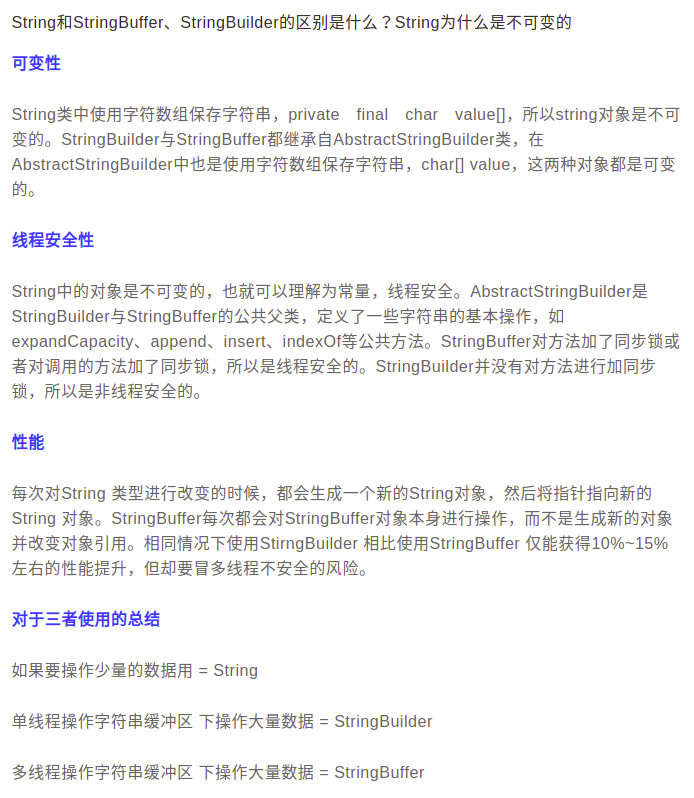 String和StringBuffer、StringBuilder的区别是什么？String为什么是不可变的
可变性
String类中使用字符数组保存字符串，private　final　char　value[]，所以string对象是不可
变的。StringBuilder与StringBuffer都继承自AbstractStringBuilder类，在
AbstractStringBuilder中也是使用字符数组保存字符串，char[] value，这两种对象都是可变
的。
线程安全性
String中的对象是不可变的，也就可以理解为常量，线程安全。AbstractStringBuilder是
StringBuilder与StringBuffer的公共父类，定义了一些字符串的基本操作，如
expandCapacity、append、insert、indexOf等公共方法。StringBuffer对方法加了同步锁或
者对调用的方法加了同步锁，所以是线程安全的。StringBuilder并没有对方法进行加同步
锁，所以是非线程安全的。
性能
每次对String 类型进行改变的时候，都会生成一个新的String对象，然后将指针指向新的
String 对象。StringBuffer每次都会对StringBuffer对象本身进行操作，而不是生成新的对象
并改变对象引用。相同情况下使用StirngBuilder 相比使用StringBuffer 仅能获得10%~15%
左右的性能提升，但却要冒多线程不安全的风险。
对于三者使用的总结
如果要操作少量的数据用 = String
单线程操作字符串缓冲区 下操作大量数据 = StringBuilder
多线程操作字符串缓冲区 下操作大量数据 = StringBuffer